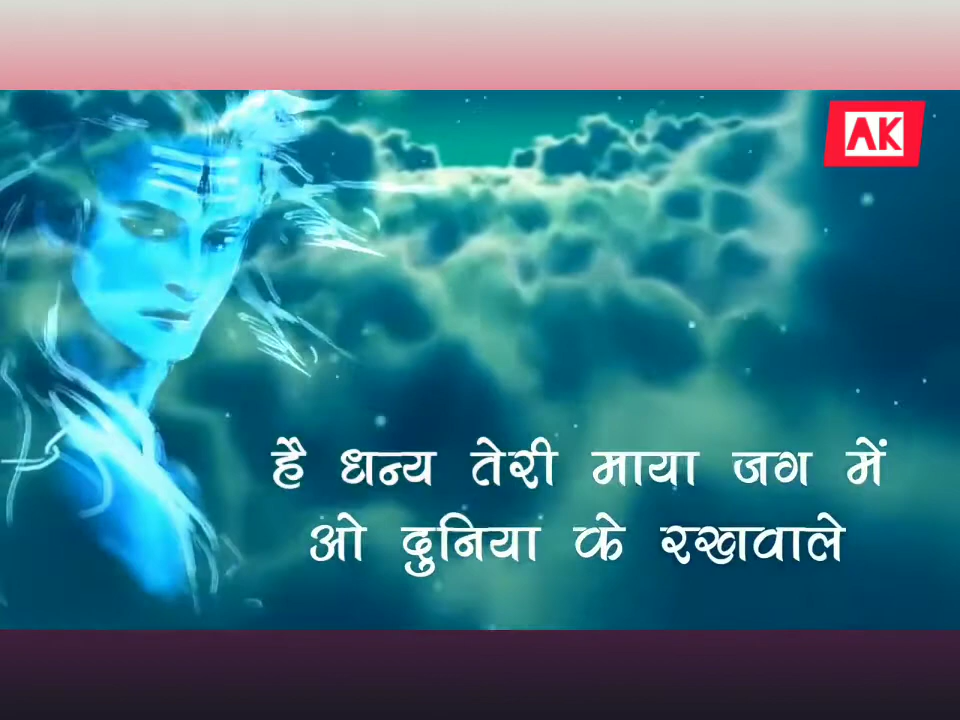 AK
है धन्य तेरी माया जग में
ओ दुनिया के रखवाले